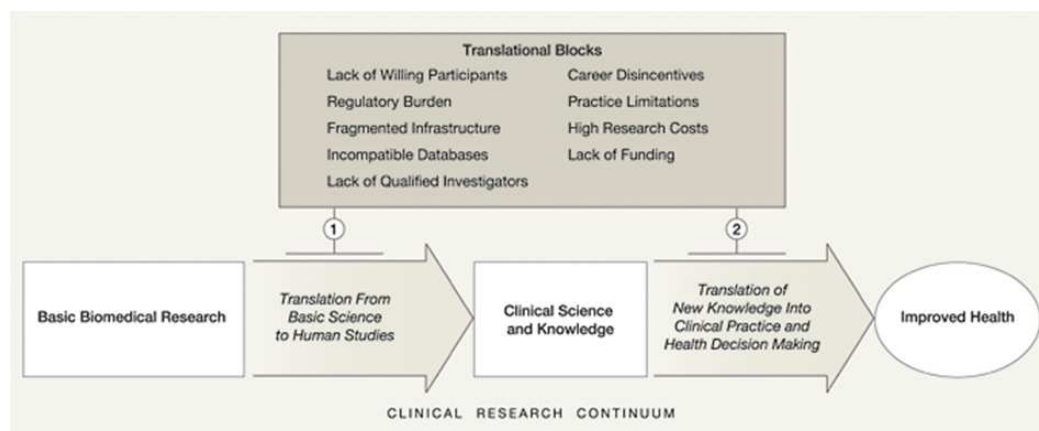 Translational Blocks
Lack of Willing Participants
Regulatory Burden
Fragmented Infrastructure
Incompatible Databases
Lack of Qualified Investigators
Career Disincentives
Practice Limitations
High Research Costs
Lack of Funding
1
2
Basic Biomedical Research
Translation From
Basic Science
to Human Studies
Clinical Science
and Knowledge
Translation of
New Knowledge Into
Clinical Practice and
Health Decision Making
Improved Health
CLINICAL RESEARCH CONTINUUM